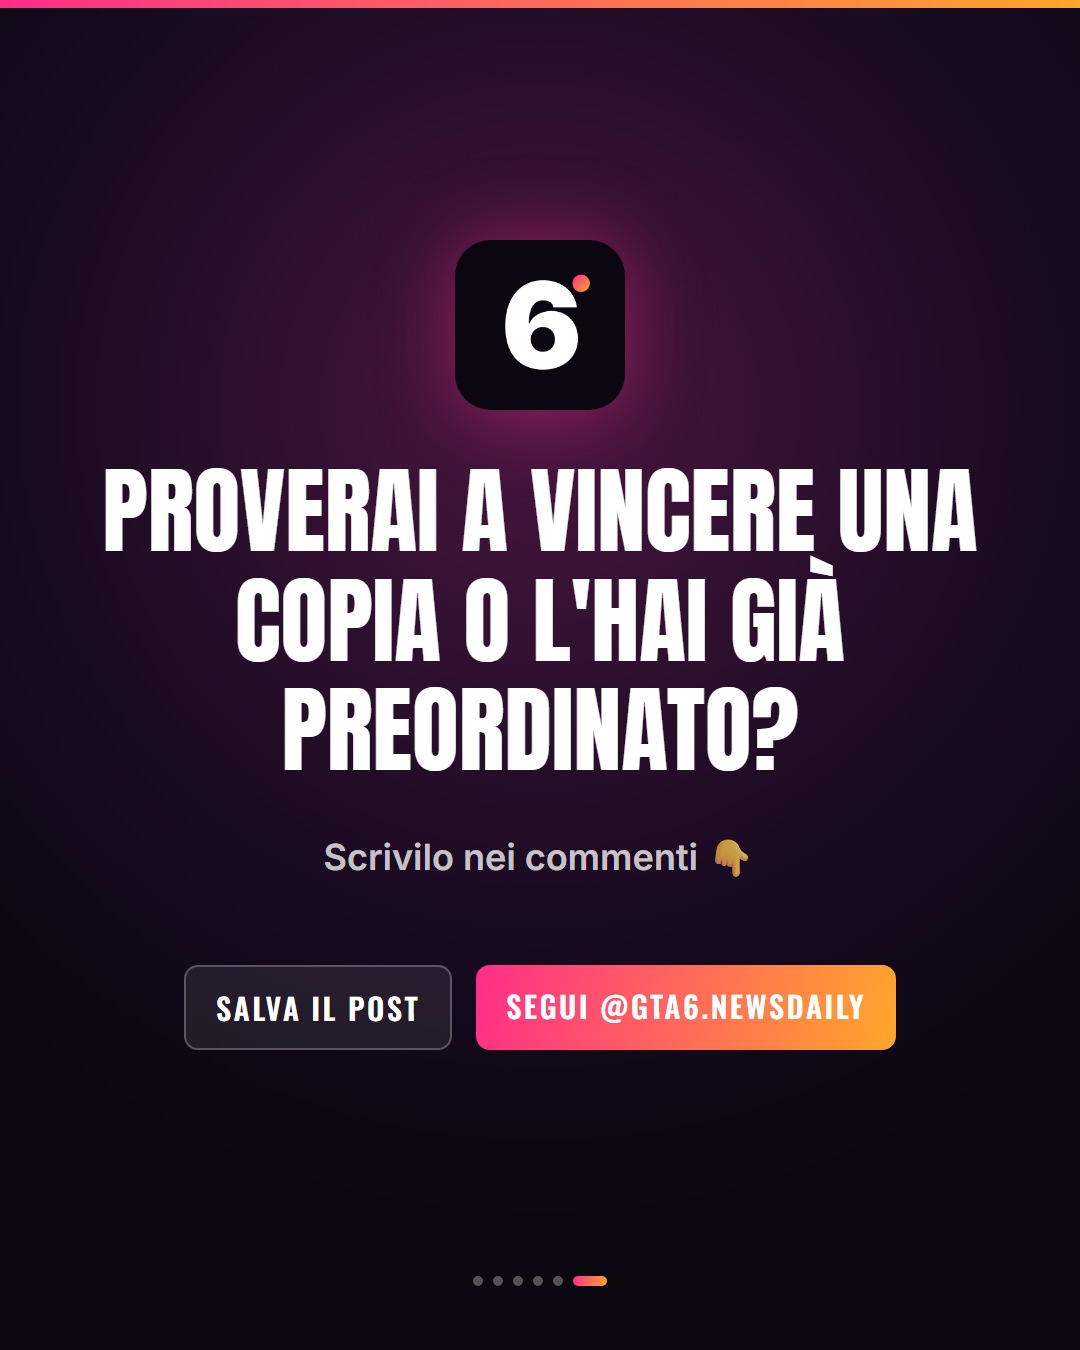 6
PROVERAI A VINCERE UNA
COPIA O L'HAI GIÀ
PREORDINATO?
Scrivilo nei commenti 👇
SALVA IL POST
SEGUI @GTA6.NEWSDAILY